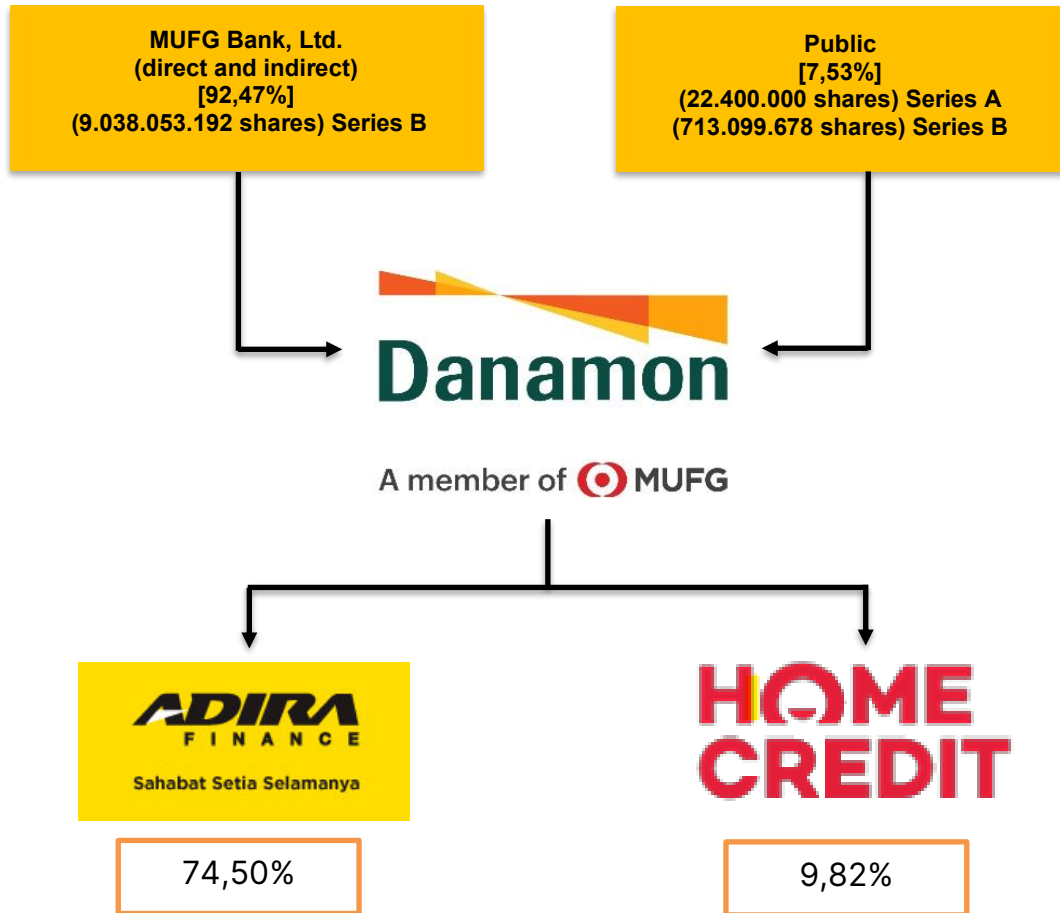 MUFG Bank, Ltd.
(direct and indirect)
[92,47%]
(9.038.053.192 shares) Series B
Public
[7,53%]
(22.400.000 shares) Series A
(713.099.678 shares) Series B
Danamon
A member of MUFG
ADIRA
FINANCE
Sahabat Setia Selamanya
74,50%
HOME
CREDIT
9,82%